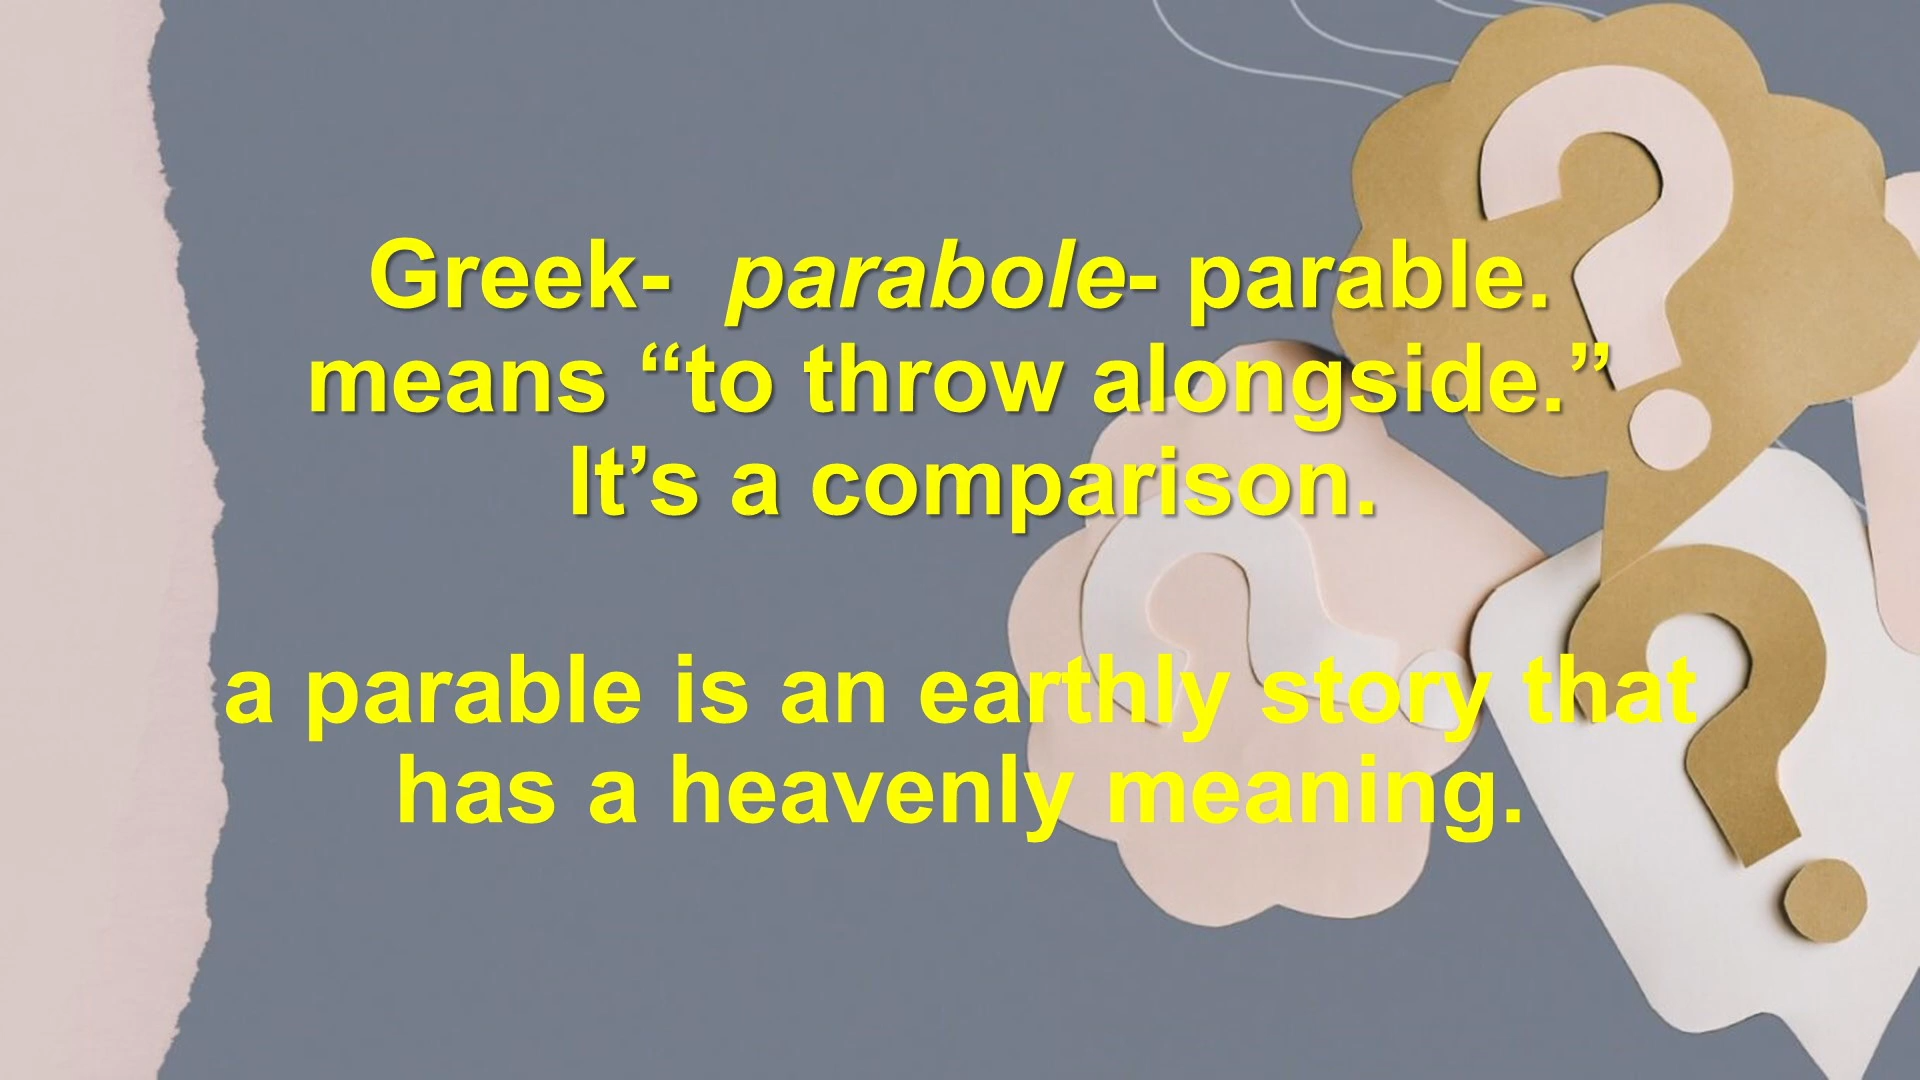 Greek-  parabole- parable.
means “to throw alongside.”
It’s a comparison.
a parable is an earthly story that
has a heavenly meaning.